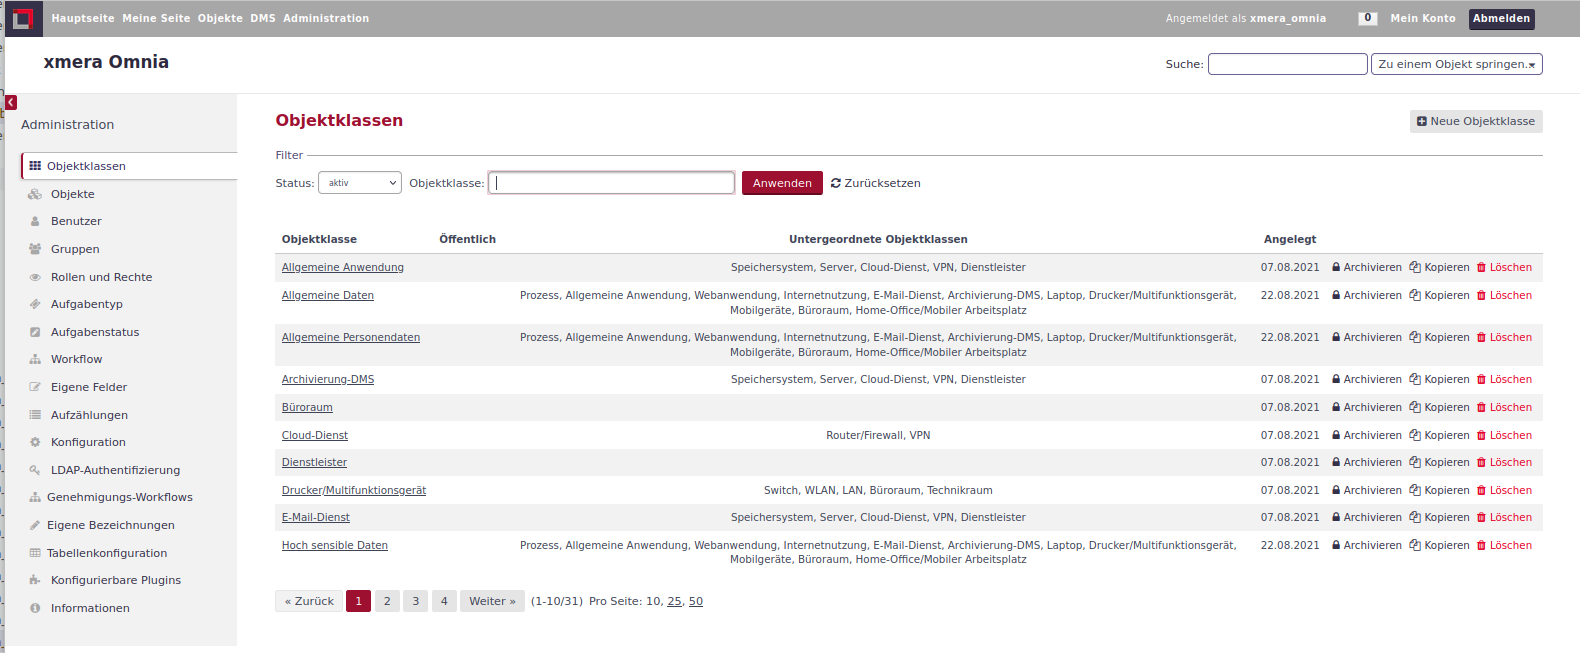 Hauptseite Meine Seite Objekte DMS Administration
Angemeldet als xmera_omnia 0 Mein Konto Abmelden
xmera Omnia
Suche: Zu einem Objekt springen...
Administration
Objektklassen
Objekte
Benutzer
Gruppen
Rollen und Rechte
Aufgabentyp
Aufgabenstatus
Workflow
Eigene Felder
Aufzählungen
Konfiguration
LDAP-Authentifizierung
Genehmigungs-Workflows
Eigene Bezeichnungen
Tabellenkonfiguration
Konfigurierbare Plugins
Informationen
Objektklassen
Neue Objektklasse
Filter
Status: aktiv Objektklasse: Anwenden Zurücksetzen
Objektklasse Öffentlich Untergeordnete Objektklassen Angelegt
Allgemeine Anwendung Speichersystem, Server, Cloud-Dienst, VPN, Dienstleister 07.08.2021 Archivieren Kopieren Löschen
Allgemeine Daten Prozess, Allgemeine Anwendung, Webanwendung, Internetnutzung, E-Mail-Dienst, Archivierung-DMS, Laptop, Drucker/Multifunktionsgerät, 22.08.2021 Archivieren Kopieren Löschen
Mobilgeräte, Büroraum, Home-Office/Mobiler Arbeitsplatz
Allgemeine Personendaten Prozess, Allgemeine Anwendung, Webanwendung, Internetnutzung, E-Mail-Dienst, Archivierung-DMS, Laptop, Drucker/Multifunktionsgerät, 22.08.2021 Archivieren Kopieren Löschen
Mobilgeräte, Büroraum, Home-Office/Mobiler Arbeitsplatz
Archivierung-DMS Speichersystem, Server, Cloud-Dienst, VPN, Dienstleister 07.08.2021 Archivieren Kopieren Löschen
Büroraum 07.08.2021 Archivieren Kopieren Löschen
Cloud-Dienst Router/Firewall, VPN 07.08.2021 Archivieren Kopieren Löschen
Dienstleister 07.08.2021 Archivieren Kopieren Löschen
Drucker/Multifunktionsgerät Switch, WLAN, LAN, Büroraum, Technikraum 07.08.2021 Archivieren Kopieren Löschen
E-Mail-Dienst Speichersystem, Server, Cloud-Dienst, VPN, Dienstleister 07.08.2021 Archivieren Kopieren Löschen
Hoch sensible Daten Prozess, Allgemeine Anwendung, Webanwendung, Internetnutzung, E-Mail-Dienst, Archivierung-DMS, Laptop, Drucker/Multifunktionsgerät, 22.08.2021 Archivieren Kopieren Löschen
Mobilgeräte, Büroraum, Home-Office/Mobiler Arbeitsplatz
« Zurück 1 2 3 4 Weiter » (1-10/31) Pro Seite: 10, 25, 50